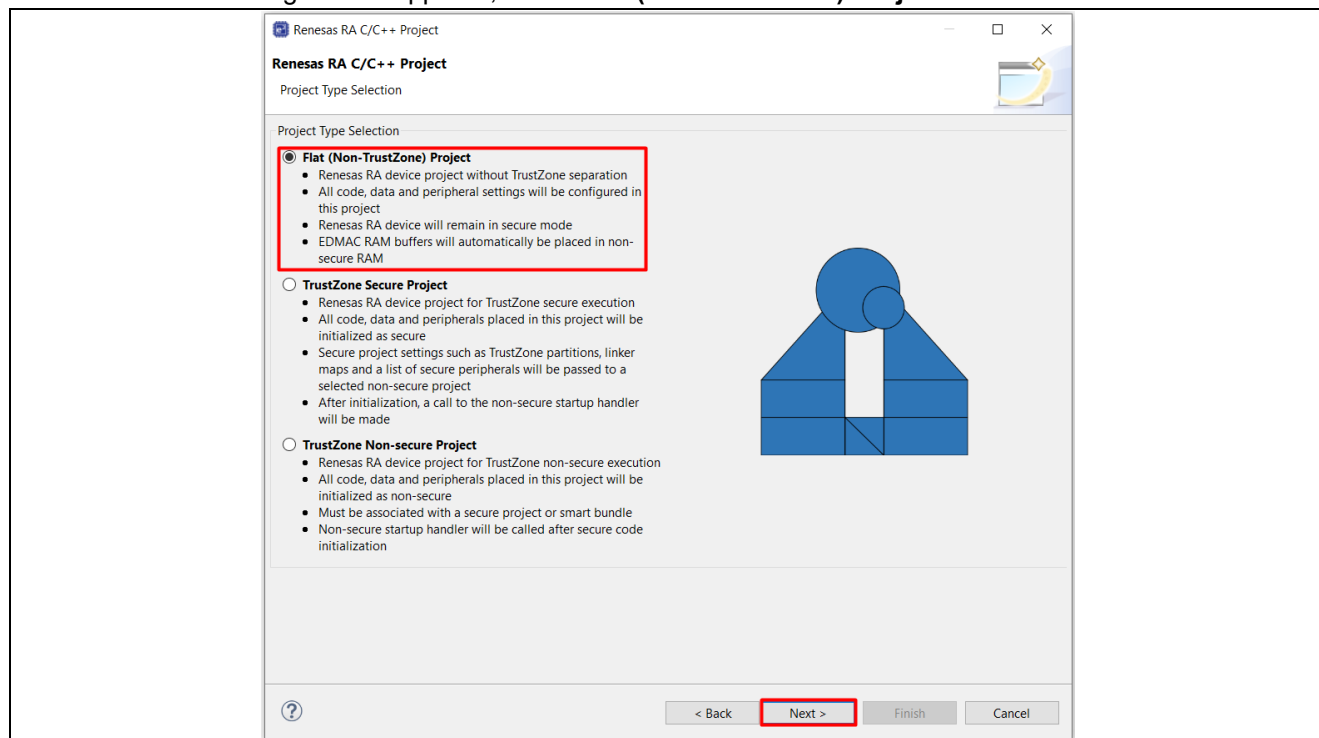 Renesas RA C/C++ Project
Renesas RA C/C++ Project
Project Type Selection
Project Type Selection
Flat (Non-TrustZone) Project
• Renesas RA device project without TrustZone separation
• All code, data and peripheral settings will be configured in
this project
• Renesas RA device will remain in secure mode
• EDMAC RAM buffers will automatically be placed in non-
secure RAM
TrustZone Secure Project
• Renesas RA device project for TrustZone secure execution
• All code, data and peripherals placed in this project will be
initialized as secure
• Secure project settings such as TrustZone partitions, linker
maps and a list of secure peripherals will be passed to a
selected non-secure project
• After initialization, a call to the non-secure startup handler
will be made
TrustZone Non-secure Project
• Renesas RA device project for TrustZone non-secure execution
• All code, data and peripherals placed in this project will be
initialized as non-secure
• Must be associated with a secure project or smart bundle
• Non-secure startup handler will be called after secure code
initialization
? < Back Next > Finish Cancel